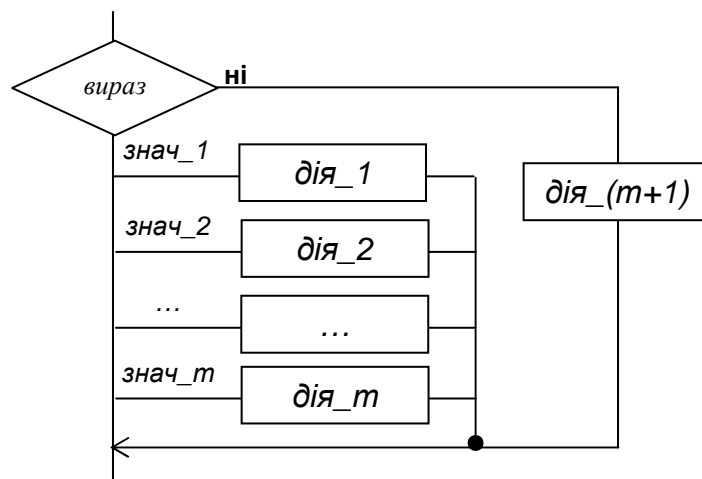 ні
вираз
знач_1
дія_1
дія_(m+1)
знач_2
дія_2
...
...
знач_m
дія_m